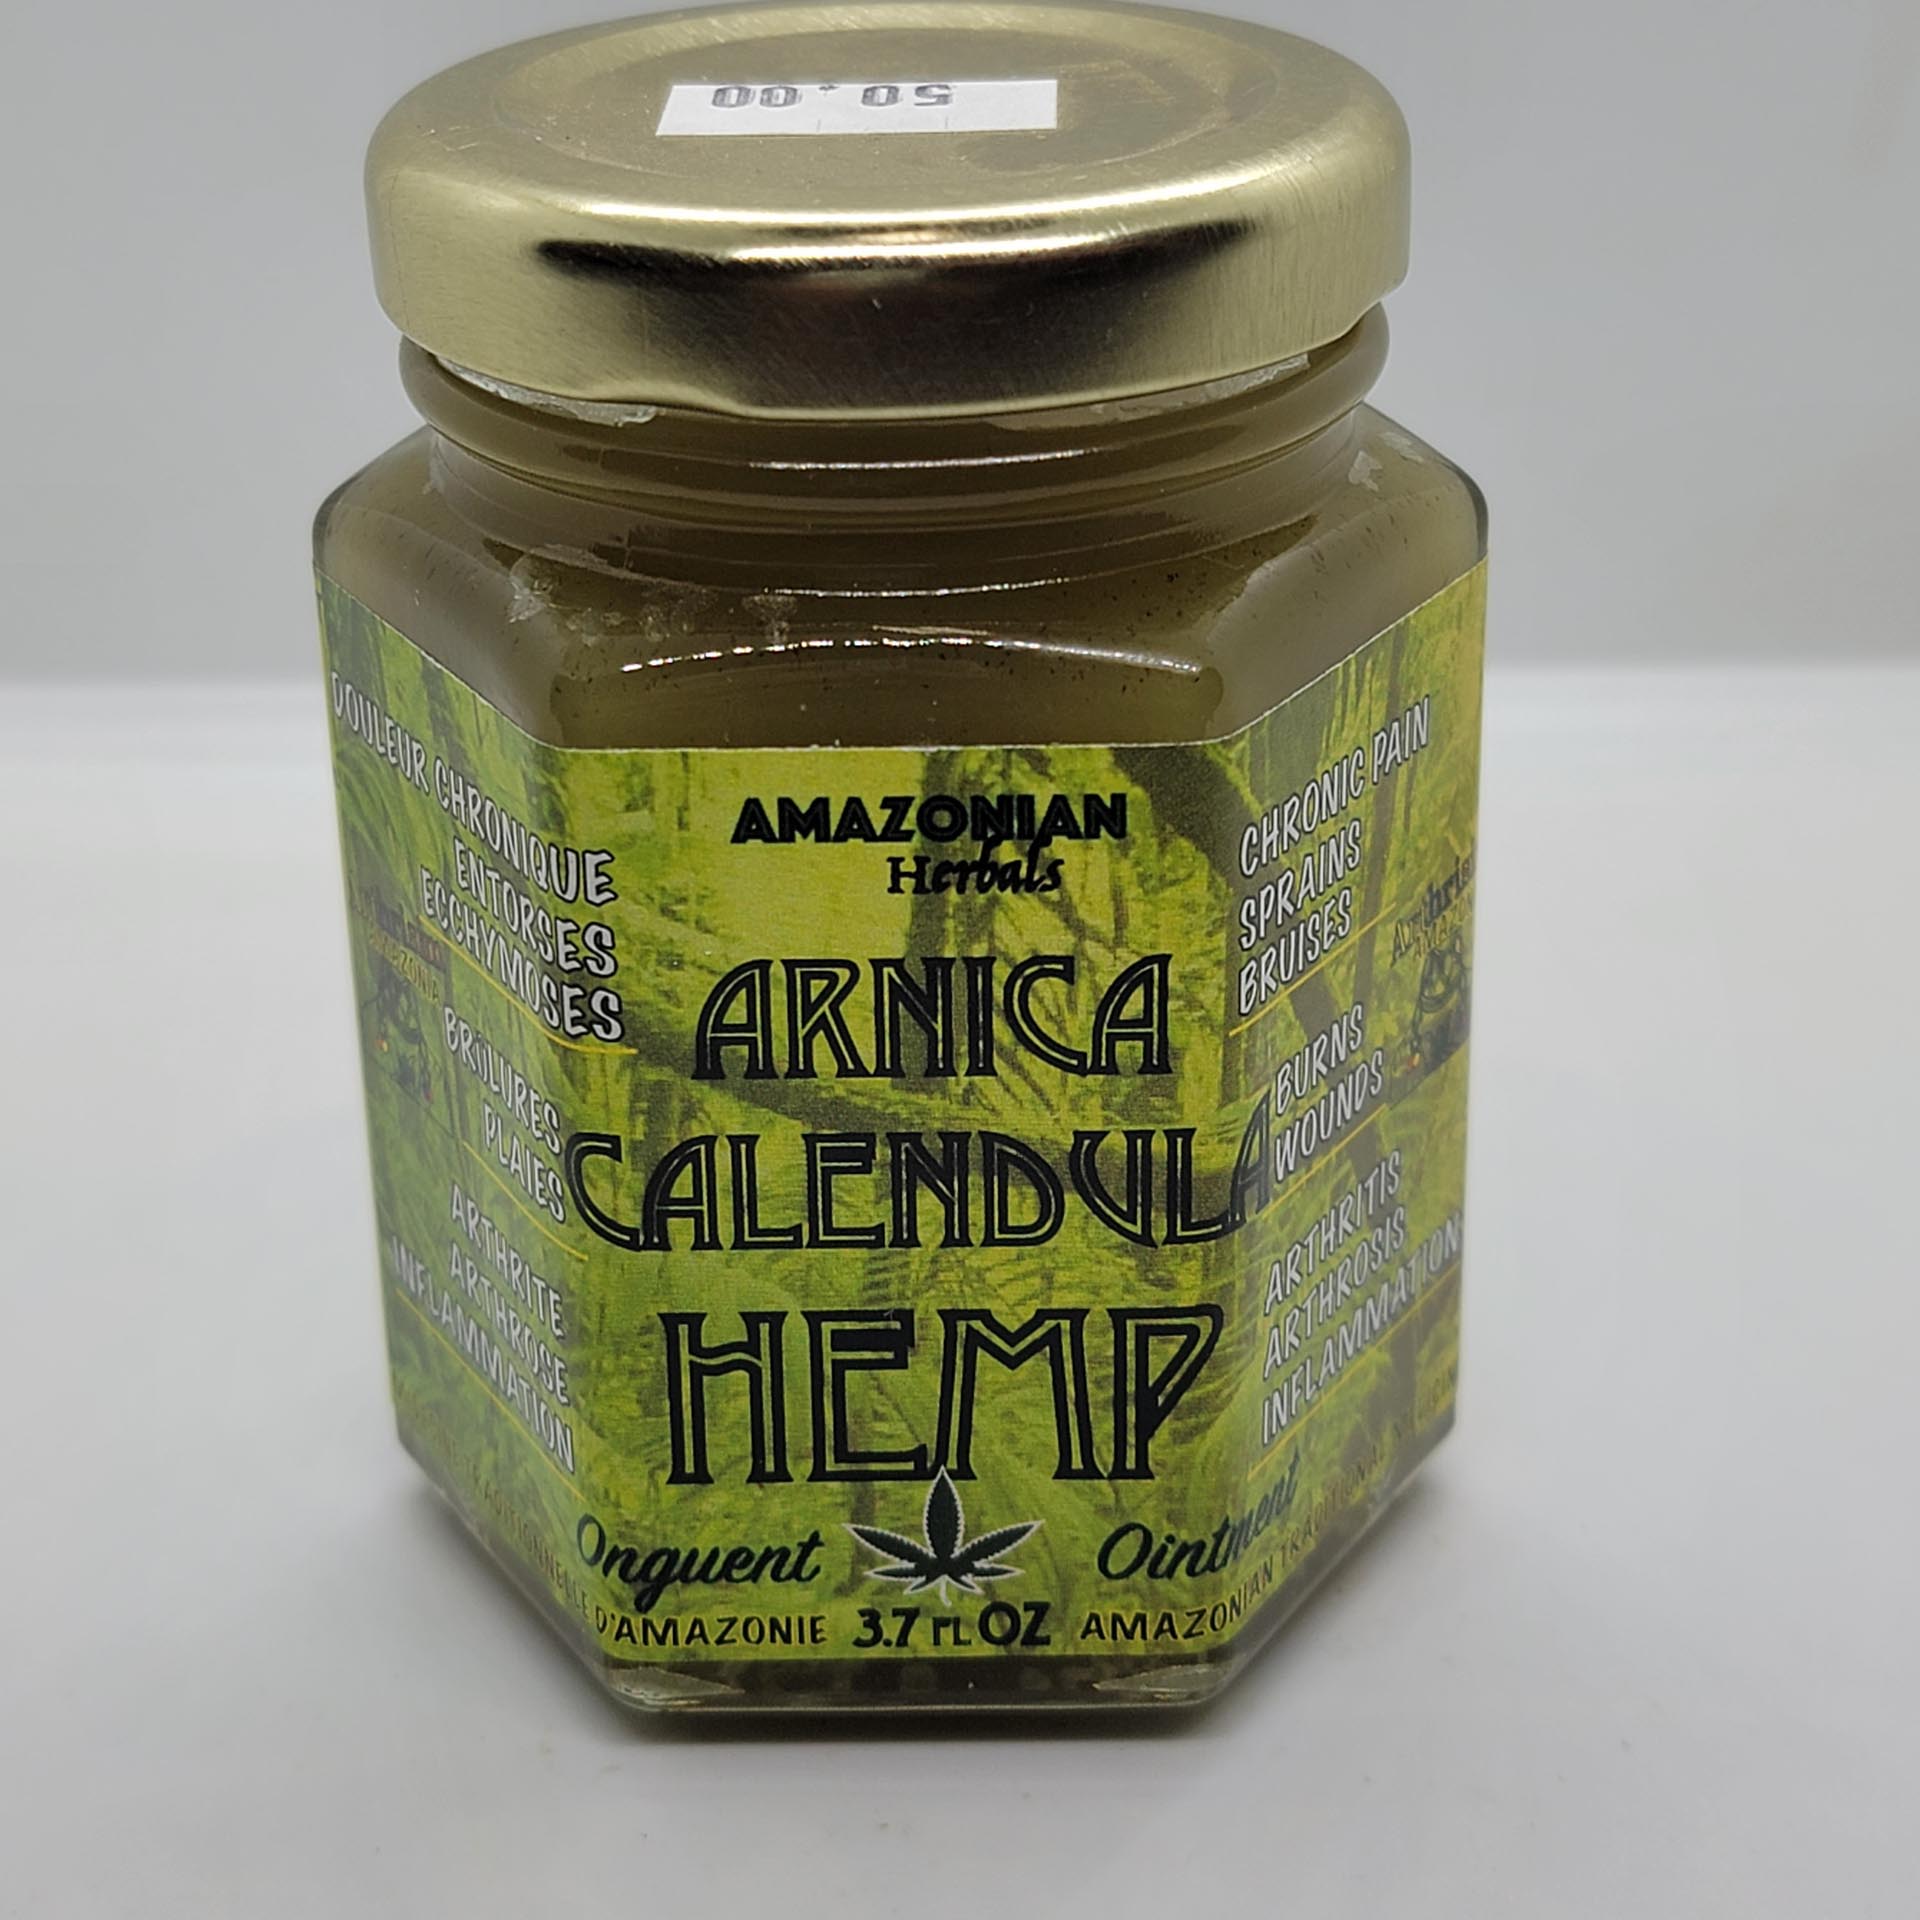 50.00
AMAZONIAN
Herbals
ARNICA
CALENDULA
HEMP
Onguent
Ointment
D'AMAZONIE 3.7 FL OZ AMAZONIAN TRADITIONAL
DOULEUR CHRONIQUE
ENTORSES
ECCHYMOSES
BRÛLURES
PLAIES
ARTHRITE
ARTHROSE
INFLAMMATION
CHRONIC PAIN
SPRAINS
BRUISES
BURNS
WOUNDS
ARTHRITIS
ARTHROSIS
INFLAMMATION